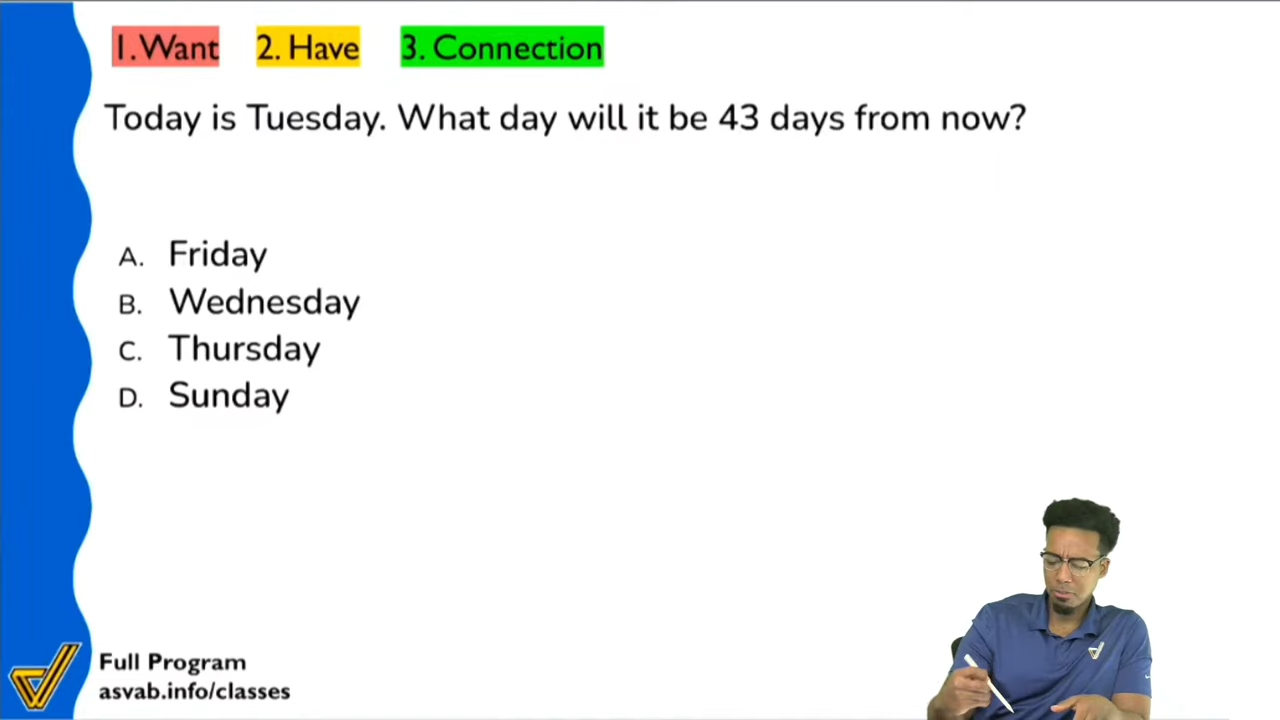 1. Want 2. Have 3. Connection
Today is Tuesday. What day will it be 43 days from now?
A. Friday
B. Wednesday
C. Thursday
D. Sunday
Full Program
asvab.info/classes